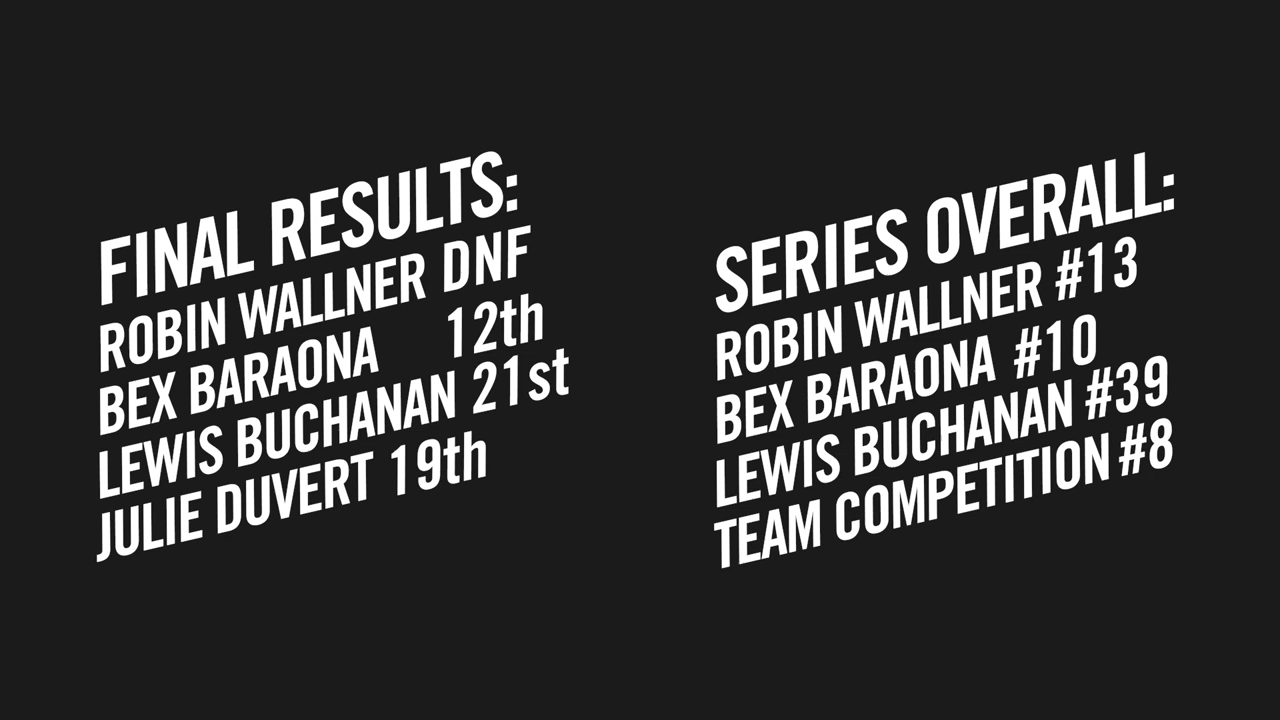 FINAL RESULTS:
ROBIN WALLNER DNF
BEX BARAONA 12th
LEWIS BUCHANAN 21st
JULIE DUVERT 19th
SERIES OVERALL:
ROBIN WALLNER #13
BEX BARAONA #10
LEWIS BUCHANAN #39
TEAM COMPETITION #8